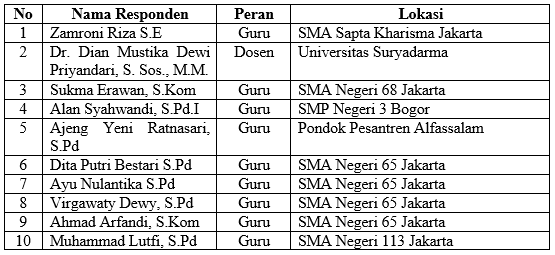 No Nama Responden Peran Lokasi
1 Zamroni Riza S.E Guru SMA Sapta Kharisma Jakarta
2 Dr. Dian Mustika Dewi Dosen Universitas Suryadarma
Priyandari, S. Sos., M.M.
3 Sukma Erawan, S.Kom Guru SMA Negeri 68 Jakarta
4 Alan Syahwandi, S.Pd.I Guru SMP Negeri 3 Bogor
5 Ajeng Yeni Ratnasari, Guru Pondok Pesantren Alfassalam
S.Pd
6 Dita Putri Bestari S.Pd Guru SMA Negeri 65 Jakarta
7 Ayu Nulantika S.Pd Guru SMA Negeri 65 Jakarta
8 Virgawaty Dewy, S.Pd Guru SMA Negeri 65 Jakarta
9 Ahmad Arfandi, S.Kom Guru SMA Negeri 65 Jakarta
10 Muhammad Lutfi, S.Pd Guru SMA Negeri 113 Jakarta